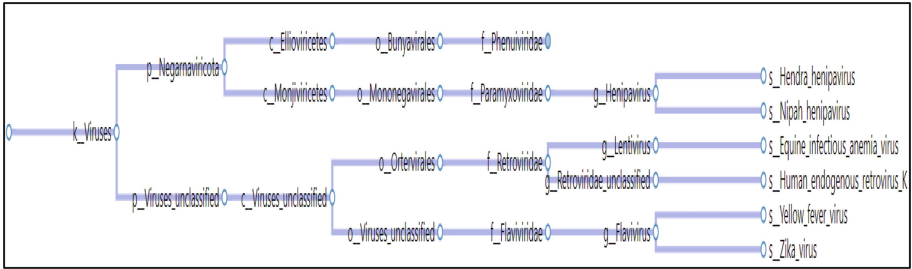 c__Ellioviricetes o__Bunyavirales f__Phenuiviridae
p__Negarnaviricota
s__Hendra_henipavirus
c__Monjiviricetes o__Mononegavirales f__Paramyxoviridae g__Henipavirus
s__Nipah_henipavirus
k__Viruses
g__Lentivirus s__Equine_infectious_anemia_virus
o__Ortervirales f__Retroviridae
g__Retroviridae_unclassified s__Human_endogenous_retrovirus_K
p__Viruses_unclassified c__Viruses_unclassified
s__Yellow_fever_virus
o__Viruses_unclassified f__Flaviviridae g__Flavivirus
s__Zika_virus